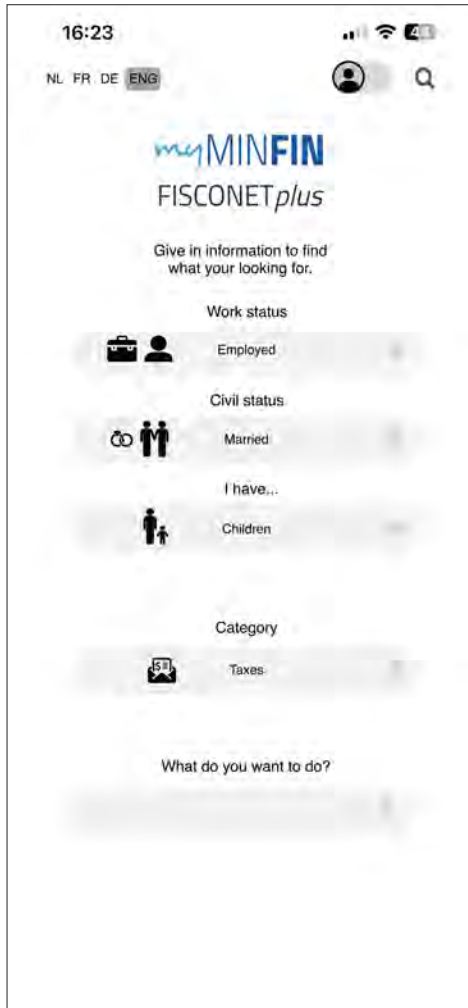 16:23
NL FR DE ENG
myMINFIN
FISCONETplus
Give in information to find
what your looking for.
Work status
Employed
Civil status
Married
I have...
Children
Category
Taxes
What do you want to do?